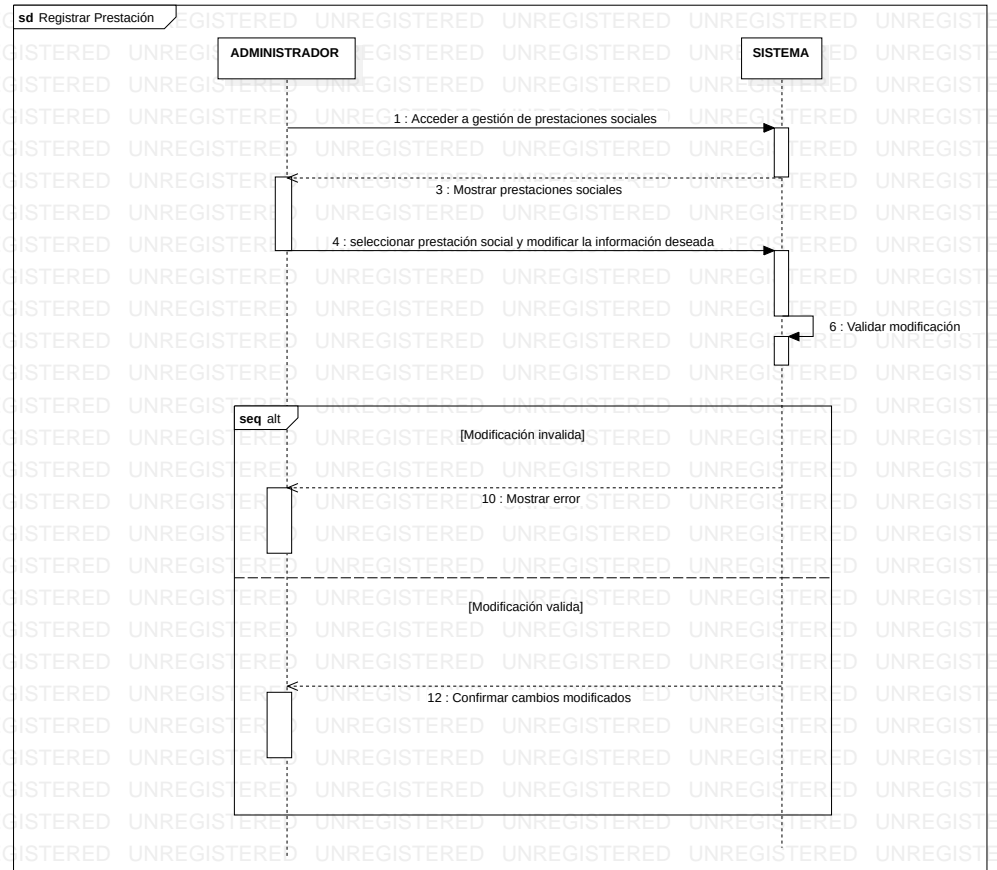 sd Registrar Prestación
ADMINISTRADOR
SISTEMA
1 : Acceder a gestión de prestaciones sociales
3 : Mostrar prestaciones sociales
4 : seleccionar prestación social y modificar la información deseada
6 : Validar modificación
seq alt
[Modificación invalida]
10 : Mostrar error
[Modificación valida]
12 : Confirmar cambios modificados
UNREGISTERED